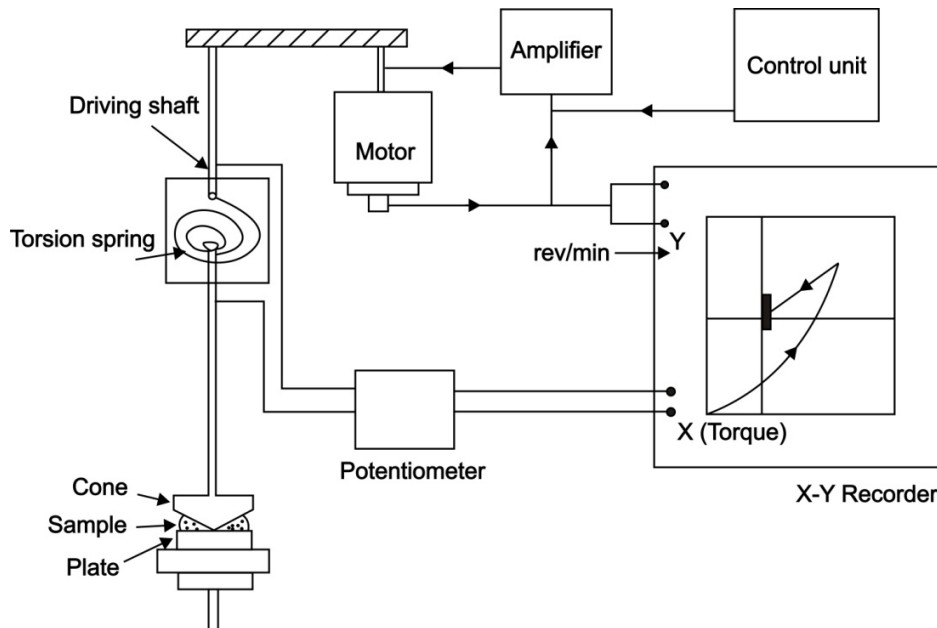 Amplifier
Control unit
Driving shaft
Motor
Torsion spring
Y
rev/min
X (Torque)
Potentiometer
Cone
X-Y Recorder
Sample
Plate